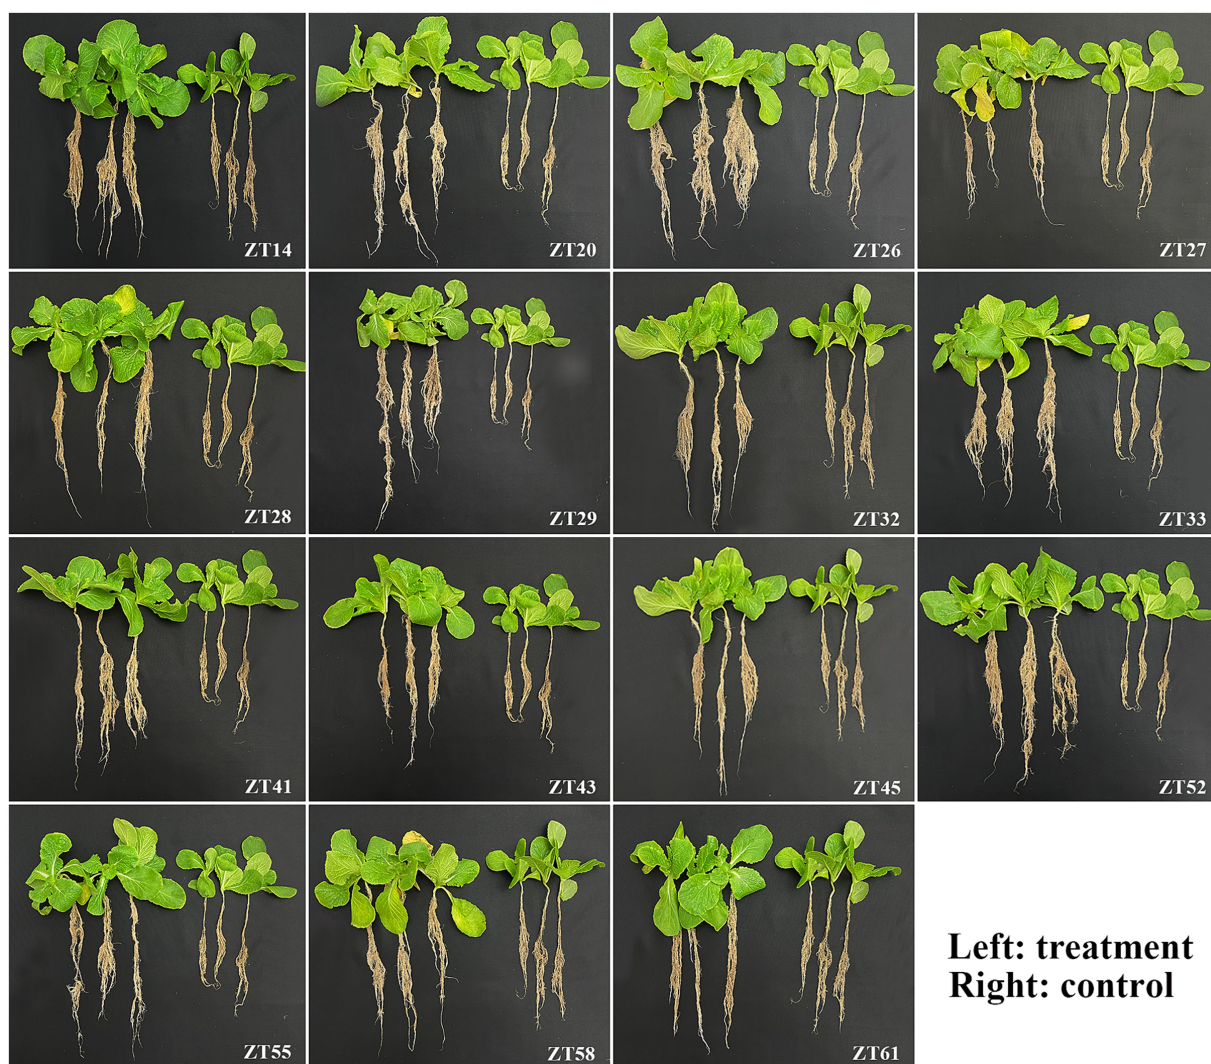 ZT14
ZT20
ZT26
ZT27
ZT28
ZT29
ZT32
ZT33
ZT41
ZT43
ZT45
ZT52
ZT55
ZT58
ZT61
Left: treatment
Right: control